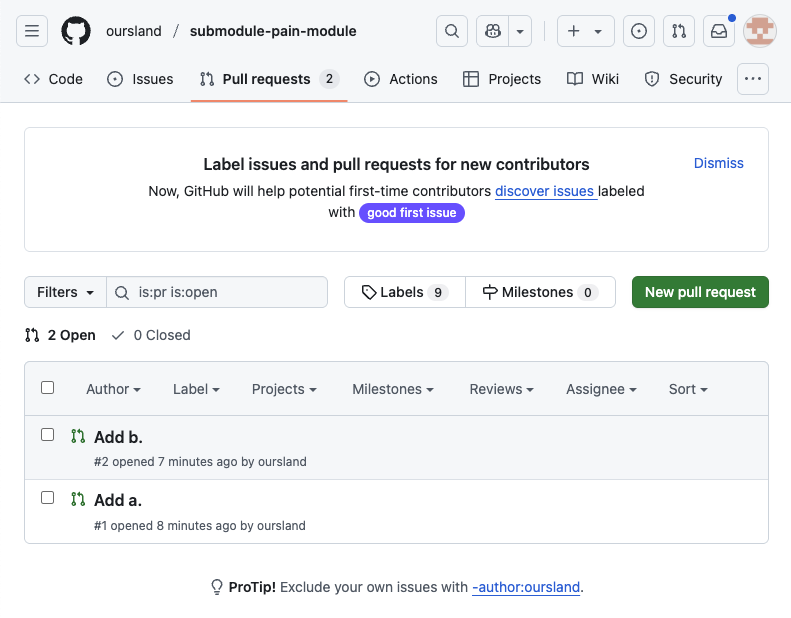 oursland / submodule-pain-module
Code Issues Pull requests 2 Actions Projects Wiki Security
Label issues and pull requests for new contributors
Dismiss
Now, GitHub will help potential first-time contributors discover issues labeled
with good first issue
Filters is:pr is:open Labels 9 Milestones 0 New pull request
2 Open 0 Closed
Author Label Projects Milestones Reviews Assignee Sort
Add b.
#2 opened 7 minutes ago by oursland
Add a.
#1 opened 8 minutes ago by oursland
ProTip! Exclude your own issues with -author:oursland.